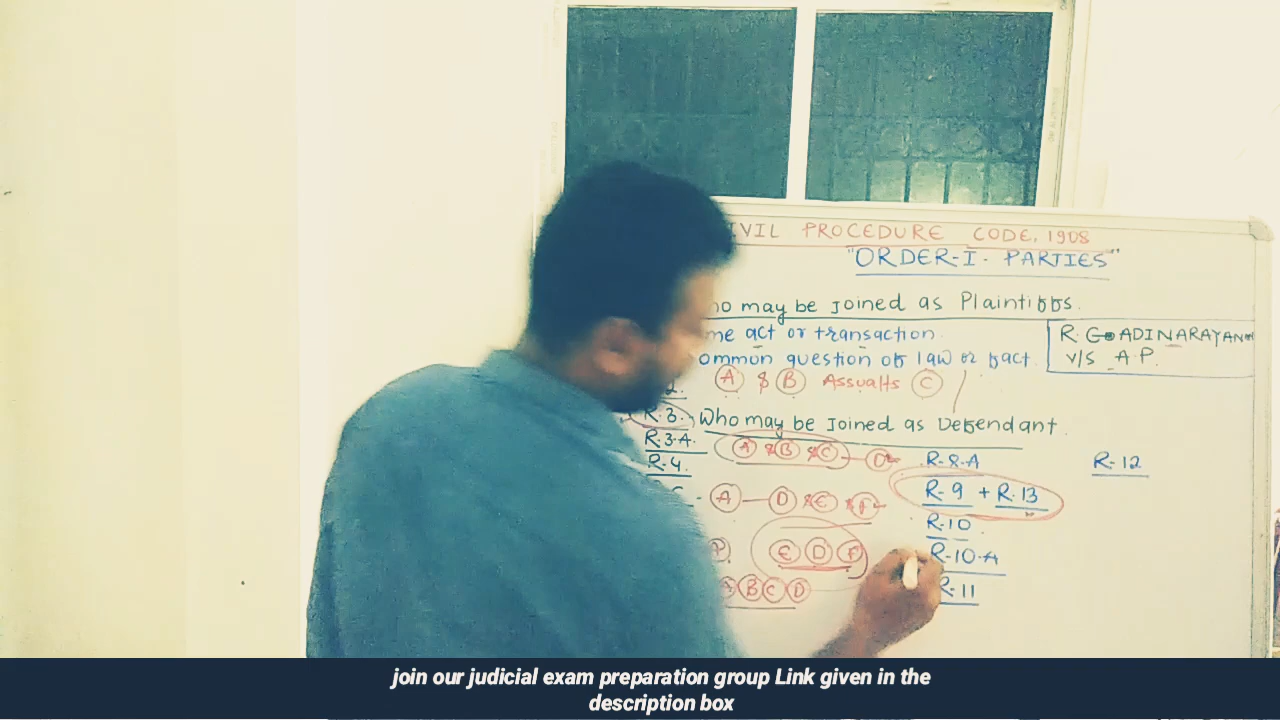 IVIL PROCEDURE CODE, 1908
"ORDER-I- PARTIES"
ho may be Joined as Plaintiffs.
me act or transaction.
ommon question of law or fact.
R. G ADINARAYANA
V/S A.P.
A & B Assualts C
R.3. Who may be Joined as Defendant
R.3-A.
R-4.
A & B & C — D
R-8-A
R-12
R-9 + R.13
A — D & E & F
R-10
R-10-A
E D F
B C D
R-11
join our judicial exam preparation group Link given in the
description box